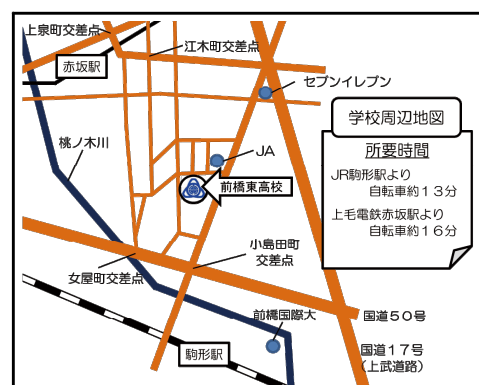 上泉町交差点
江木町交差点
赤坂駅
セブンイレブン
学校周辺地図
所要時間
JR駒形駅より
自転車約13分
上毛電鉄赤坂駅より
自転車約16分
桃ノ木川
JA
前橋東高校
小島田町
交差点
女屋町交差点
前橋国際大
国道50号
駒形駅
国道17号
(上武道路)